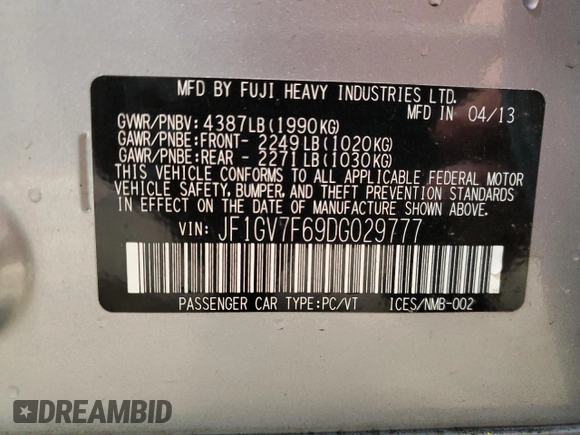 MFD BY FUJI HEAVY INDUSTRIES LTD.
MFD IN 04/13
GVWR/PNBV: 4387LB(1990KG)
GAWR/PNBE:FRONT- 2249LB(1020KG)
GAWR/PNBE:REAR - 2271LB(1030KG)
THIS VEHICLE CONFORMS TO ALL APPLICABLE FEDERAL MOTOR
VEHICLE SAFETY, BUMPER, AND THEFT PREVENTION STANDARDS
IN EFFECT ON THE DATE OF MANUFACTURE SHOWN ABOVE.
VIN: JF1GV7F69DG029777
PASSENGER CAR TYPE:PC/VT ICES/NMB-002
DREAMBID